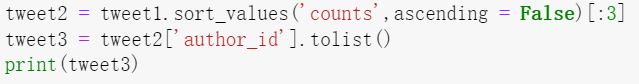 tweet2 = tweet1.sort_values('counts',ascending = False)[:3]
tweet3 = tweet2['author_id'].tolist()
print(tweet3)